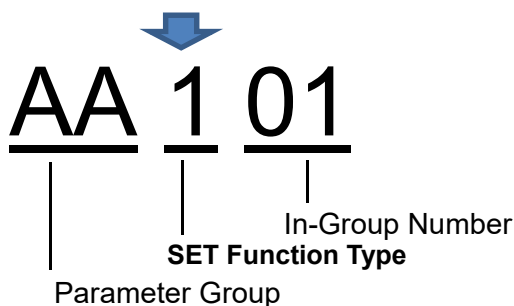 AA 1 01
In-Group Number
SET Function Type
Parameter Group